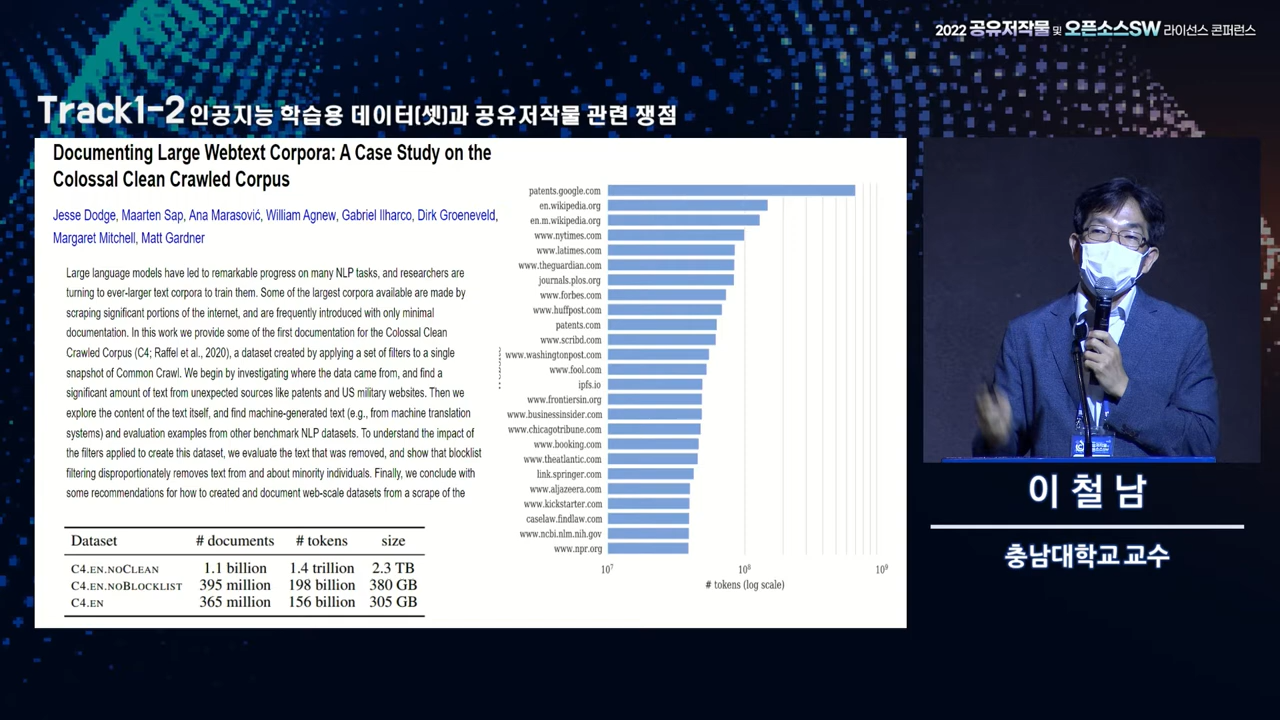 2022 공유저작물 및 오픈소스SW 라이선스 콘퍼런스
Track1-2 인공지능 학습용 데이터(셋)과 공유저작물 관련 쟁점
Documenting Large Webtext Corpora: A Case Study on the
Colossal Clean Crawled Corpus
Jesse Dodge, Maarten Sap, Ana Marasović, William Agnew, Gabriel Ilharco, Dirk Groeneveld,
Margaret Mitchell, Matt Gardner
Large language models have led to remarkable progress on many NLP tasks, and researchers are
turning to ever-larger text corpora to train them. Some of the largest corpora available are made by
scraping significant portions of the internet, and are frequently introduced with only minimal
documentation. In this work we provide some of the first documentation for the Colossal Clean
Crawled Corpus (C4; Raffel et al., 2020), a dataset created by applying a set of filters to a single
snapshot of Common Crawl. We begin by investigating where the data came from, and find a
significant amount of text from unexpected sources like patents and US military websites. Then we
explore the content of the text itself, and find machine-generated text (e.g., from machine translation
systems) and evaluation examples from other benchmark NLP datasets. To understand the impact of
the filters applied to create this dataset, we evaluate the text that was removed, and show that blocklist
filtering disproportionately removes text from and about minority individuals. Finally, we conclude with
some recommendations for how to created and document web-scale datasets from a scrape of the
Dataset # documents # tokens size
C4.EN.NOCLEAN 1.1 billion 1.4 trillion 2.3 TB
C4.EN.NOBLOCKLIST 395 million 198 billion 380 GB
C4.EN 365 million 156 billion 305 GB
patents.google.com
en.wikipedia.org
en.m.wikipedia.org
www.nytimes.com
www.latimes.com
www.theguardian.com
journals.plos.org
www.forbes.com
www.huffpost.com
patents.com
www.scribd.com
www.washingtonpost.com
www.fool.com
ipfs.io
www.frontiersin.org
www.businessinsider.com
www.chicagotribune.com
www.booking.com
www.theatlantic.com
link.springer.com
www.aljazeera.com
www.kickstarter.com
caselaw.findlaw.com
www.ncbi.nlm.nih.gov
www.npr.org
10⁷ 10⁸ 10⁹
# tokens (log scale)
이철남
충남대학교 교수